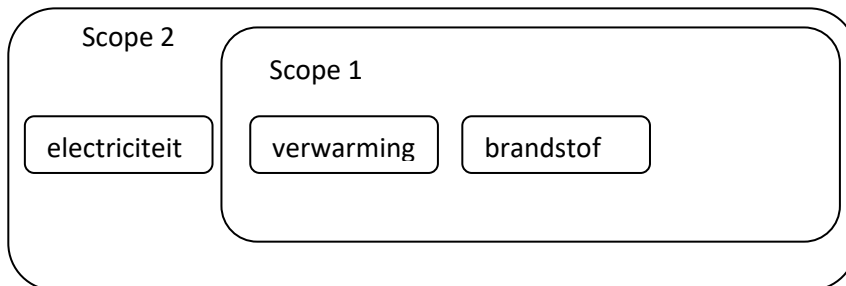 Scope 2
Scope 1
electriciteit
verwarming
brandstof